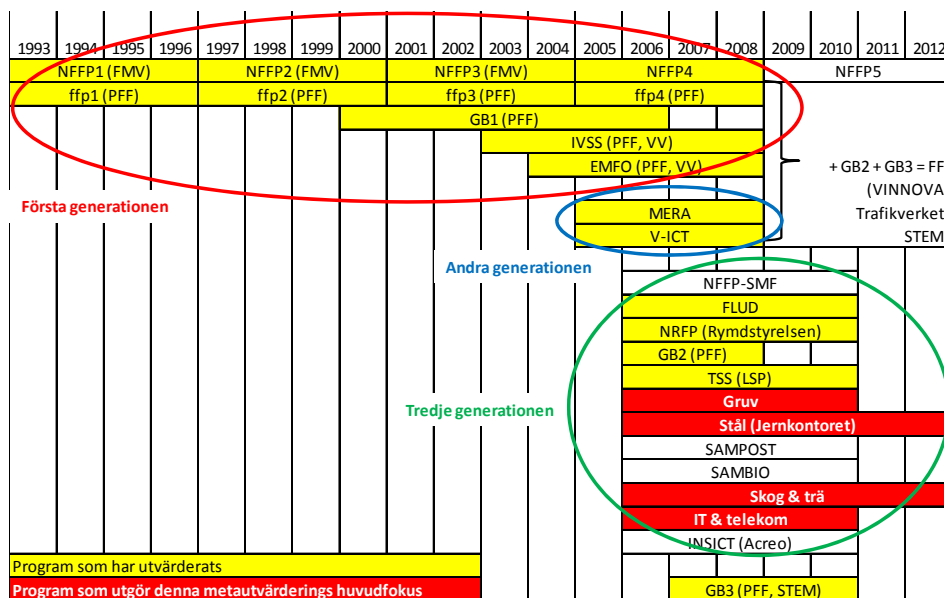 1993 1994 1995 1996 1997 1998 1999 2000 2001 2002 2003 2004 2005 2006 2007 2008 2009 2010 2011 2012
NFFP1 (FMV) NFFP2 (FMV) NFFP3 (FMV) NFFP4 NFFP5
ffp1 (PFF) ffp2 (PFF) ffp3 (PFF) ffp4 (PFF)
GB1 (PFF)
IVSS (PFF, VV)
EMFO (PFF, VV)
+ GB2 + GB3 = FF
(VINNOVA
Första generationen
MERA
Trafikverket
V-ICT
STEM
Andra generationen
NFFP-SMF
FLUD
NRFP (Rymdstyrelsen)
GB2 (PFF)
TSS (LSP)
Tredje generationen
Gruv
Stål (Jernkontoret)
SAMPOST
SAMBIO
Skog & trä
IT & telekom
INSICT (Acreo)
Program som har utvärderats
Program som utgör denna metautvärderings huvudfokus
GB3 (PFF, STEM)